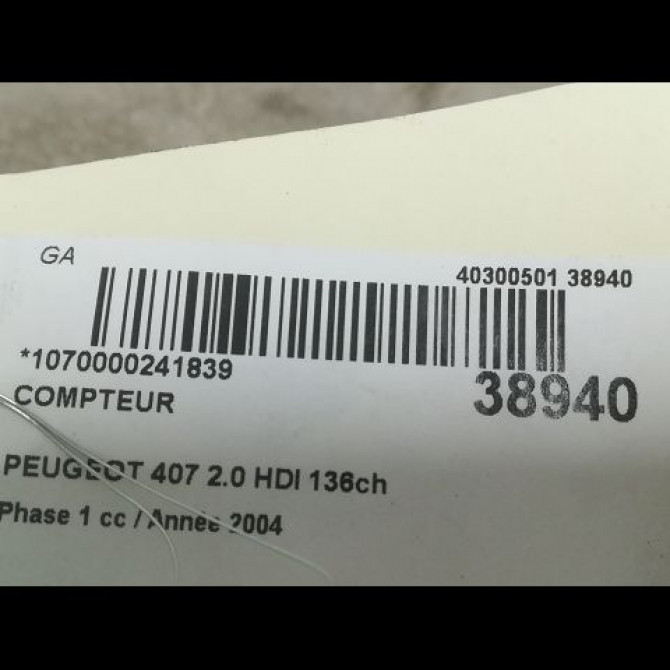 GA
40300501 38940
*1070000241839
38940
COMPTEUR
PEUGEOT 407 2.0 HDI 136ch
Phase 1 cc / Année 2004